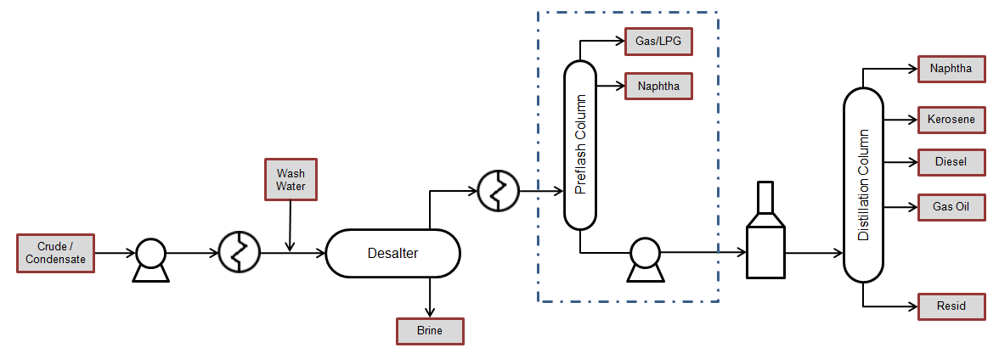 Gas/LPG
Naphtha
Preflash Column
Naphtha
Kerosene
Diesel
Gas Oil
Resid
Distillation Column
Wash
Water
Crude /
Condensate
Desalter
Brine